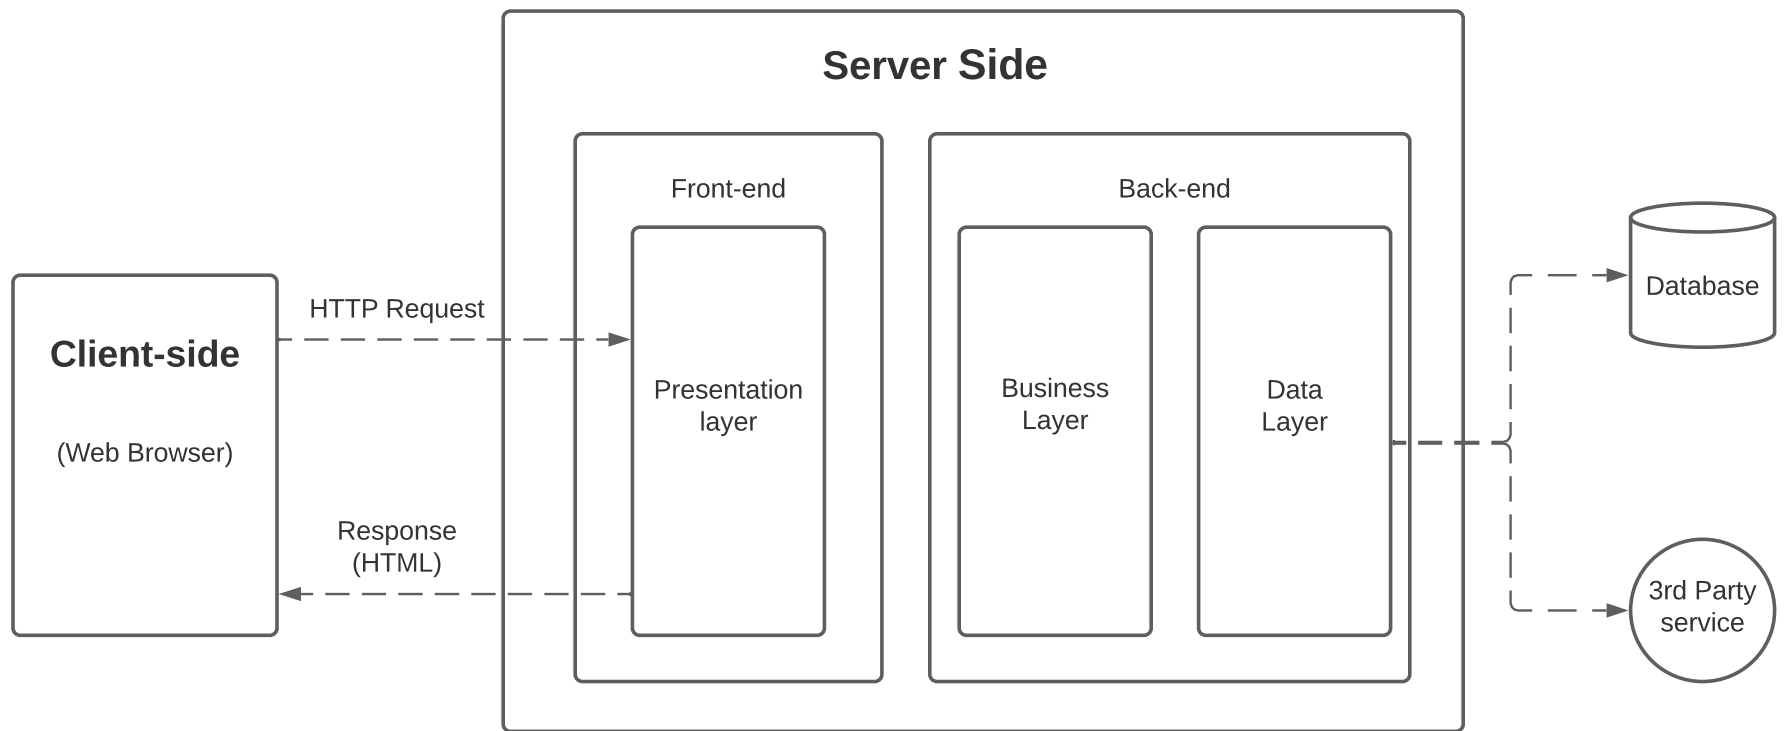 Server Side
Front-end
Back-end
HTTP Request
Client-side
(Web Browser)
Response
(HTML)
Presentation
layer
Business
Layer
Data
Layer
Database
3rd Party
service